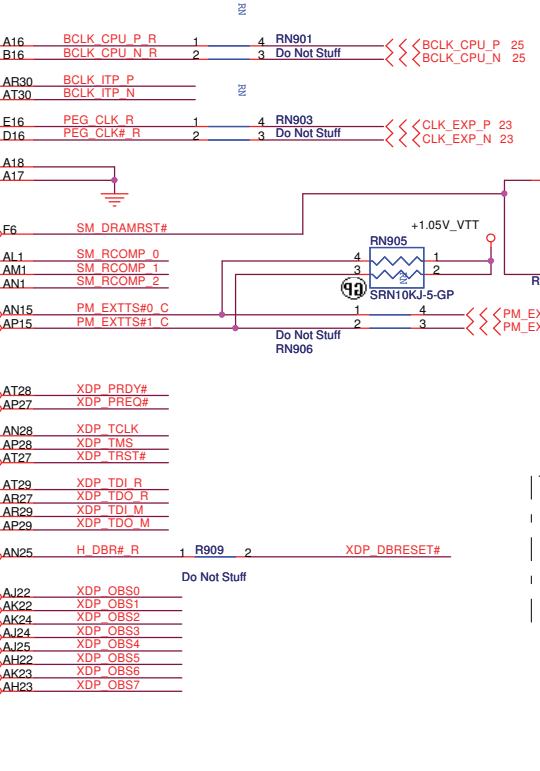 RN
A16 BCLK_CPU_P_R 1 4 RN901 BCLK_CPU_P 25
B16 BCLK_CPU_N_R 2 3 Do Not Stuff BCLK_CPU_N 25
AR30 BCLK_ITP_P
AT30 BCLK_ITP_N
RN
E16 PEG_CLK_R 1 4 RN903 CLK_EXP_P 23
D16 PEG_CLK#_R 2 3 Do Not Stuff CLK_EXP_N 23
A18
A17
F6 SM_DRAMRST# +1.05V_VTT
RN905
AL1 SM_RCOMP_0 4 1
AM1 SM_RCOMP_1 3 2
RN
AN1 SM_RCOMP_2 SRN10KJ-5-GP R
AN15 PM_EXTTS#0_C 1 4 PM_EX
AP15 PM_EXTTS#1_C 2 3 PM_EX
Do Not Stuff
RN906
AT28 XDP_PRDY#
AP27 XDP_PREQ#
AN28 XDP_TCLK
AP28 XDP_TMS
AT27 XDP_TRST#
AT29 XDP_TDI_R
AR27 XDP_TDO_R
AR29 XDP_TDI_M
AP29 XDP_TDO_M
AN25 H_DBR#_R 1 R909 2 XDP_DBRESET#
Do Not Stuff
AJ22 XDP_OBS0
AK22 XDP_OBS1
AK24 XDP_OBS2
AJ24 XDP_OBS3
AJ25 XDP_OBS4
AH22 XDP_OBS5
AK23 XDP_OBS6
AH23 XDP_OBS7